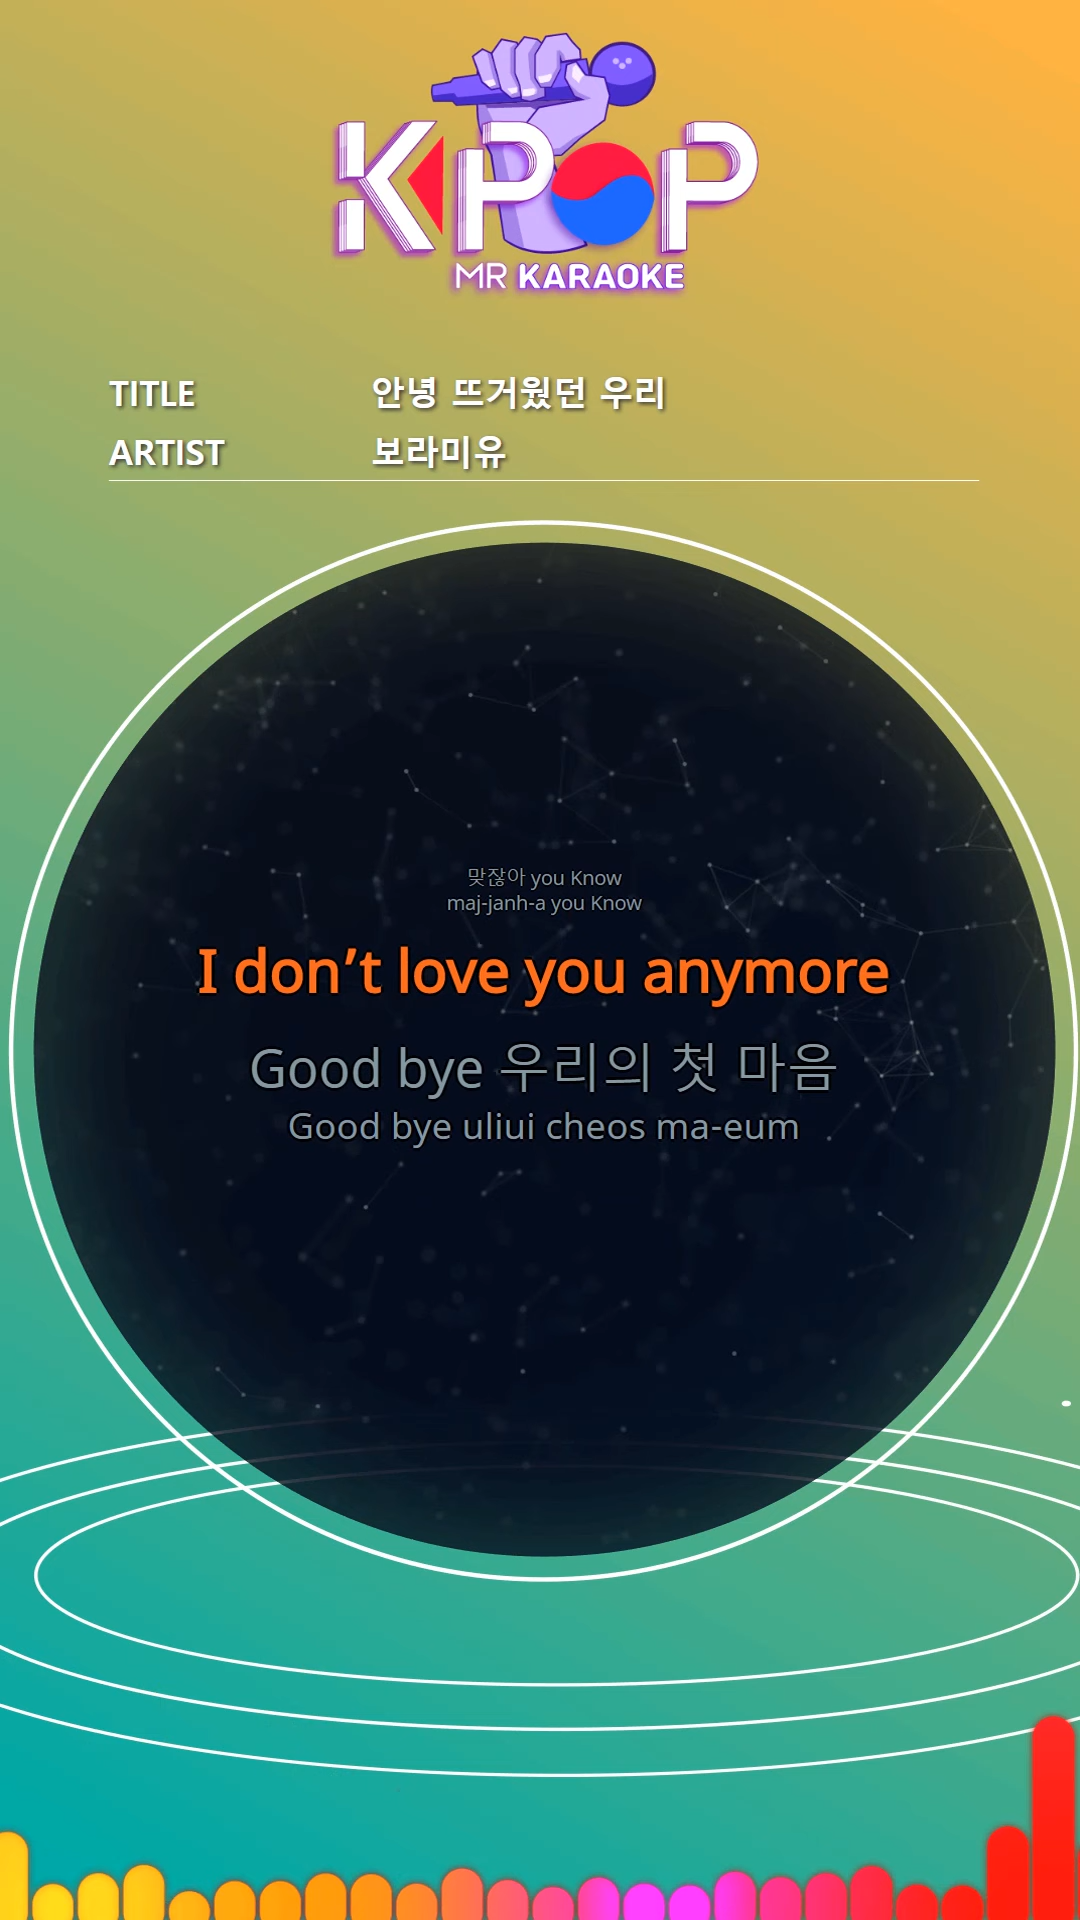 KPOP
MR KARAOKE
TITLE 안녕 뜨거웠던 우리
ARTIST 보라미유
맞잖아 you Know
maj-janh-a you Know
I don’t love you anymore
Good bye 우리의 첫 마음
Good bye uliui cheos ma-eum